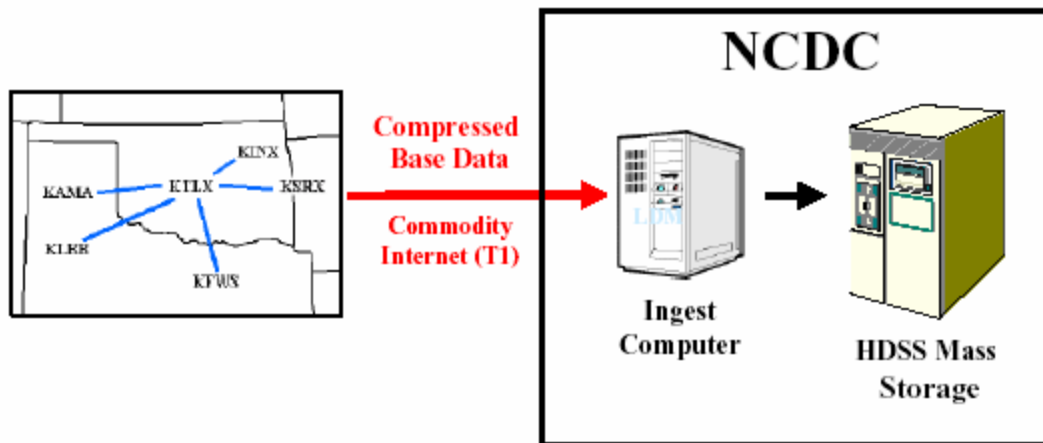 NCDC
KINX
KAMA
KTLX
KSRX
KLBB
KFWS
Compressed
Base Data
Commodity
Internet (T1)
LDM
Ingest
Computer
HDSS Mass
Storage